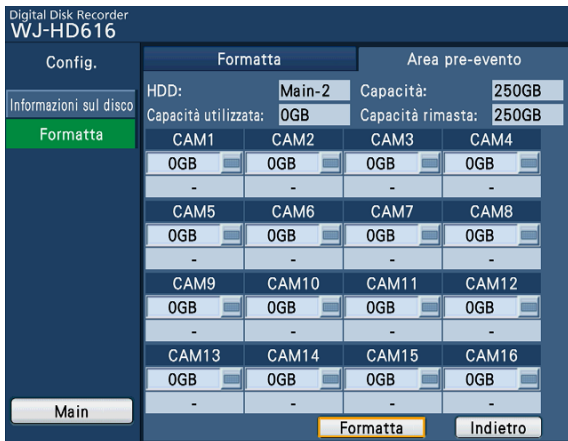 Digital Disk Recorder
WJ-HD616
Config.
Informazioni sul disco
Formatta
Main
Formatta Area pre-evento
HDD: Main-2 Capacità: 250GB
Capacità utilizzata: 0GB Capacità rimasta: 250GB
CAM1 CAM2 CAM3 CAM4
0GB 0GB 0GB 0GB
- - - -
CAM5 CAM6 CAM7 CAM8
0GB 0GB 0GB 0GB
- - - -
CAM9 CAM10 CAM11 CAM12
0GB 0GB 0GB 0GB
- - - -
CAM13 CAM14 CAM15 CAM16
0GB 0GB 0GB 0GB
- - - -
Formatta Indietro